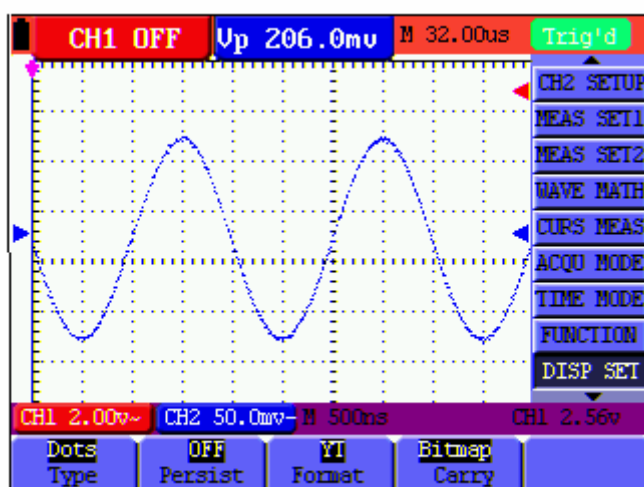 CH1 OFF Vp 206.0mv M 32.00us Trig'd
CH2 SETUP
MEAS SET1
MEAS SET2
WAVE MATH
CURS MEAS
ACQU MODE
TIME MODE
FUNCTION
DISP SET
CH1 2.00v~ CH2 50.0mv- M 500ns CH1 2.56v
Dots OFF YT Bitmap
Type Persist Format Carry